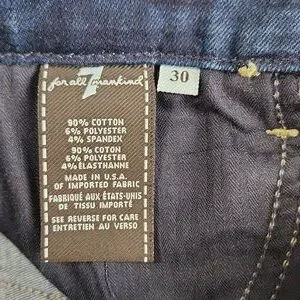 7
for all mankind
30
90% COTTON
6% POLYESTER
4% SPANDEX
90% COTON
6% POLYESTER
4% ÉLASTHANNE
MADE IN U.S.A.
OF IMPORTED FABRIC
FABRIQUÉ AUX ÉTATS-UNIS
DE TISSU IMPORTÉ
SEE REVERSE FOR CARE
ENTRETIEN AU VERSO